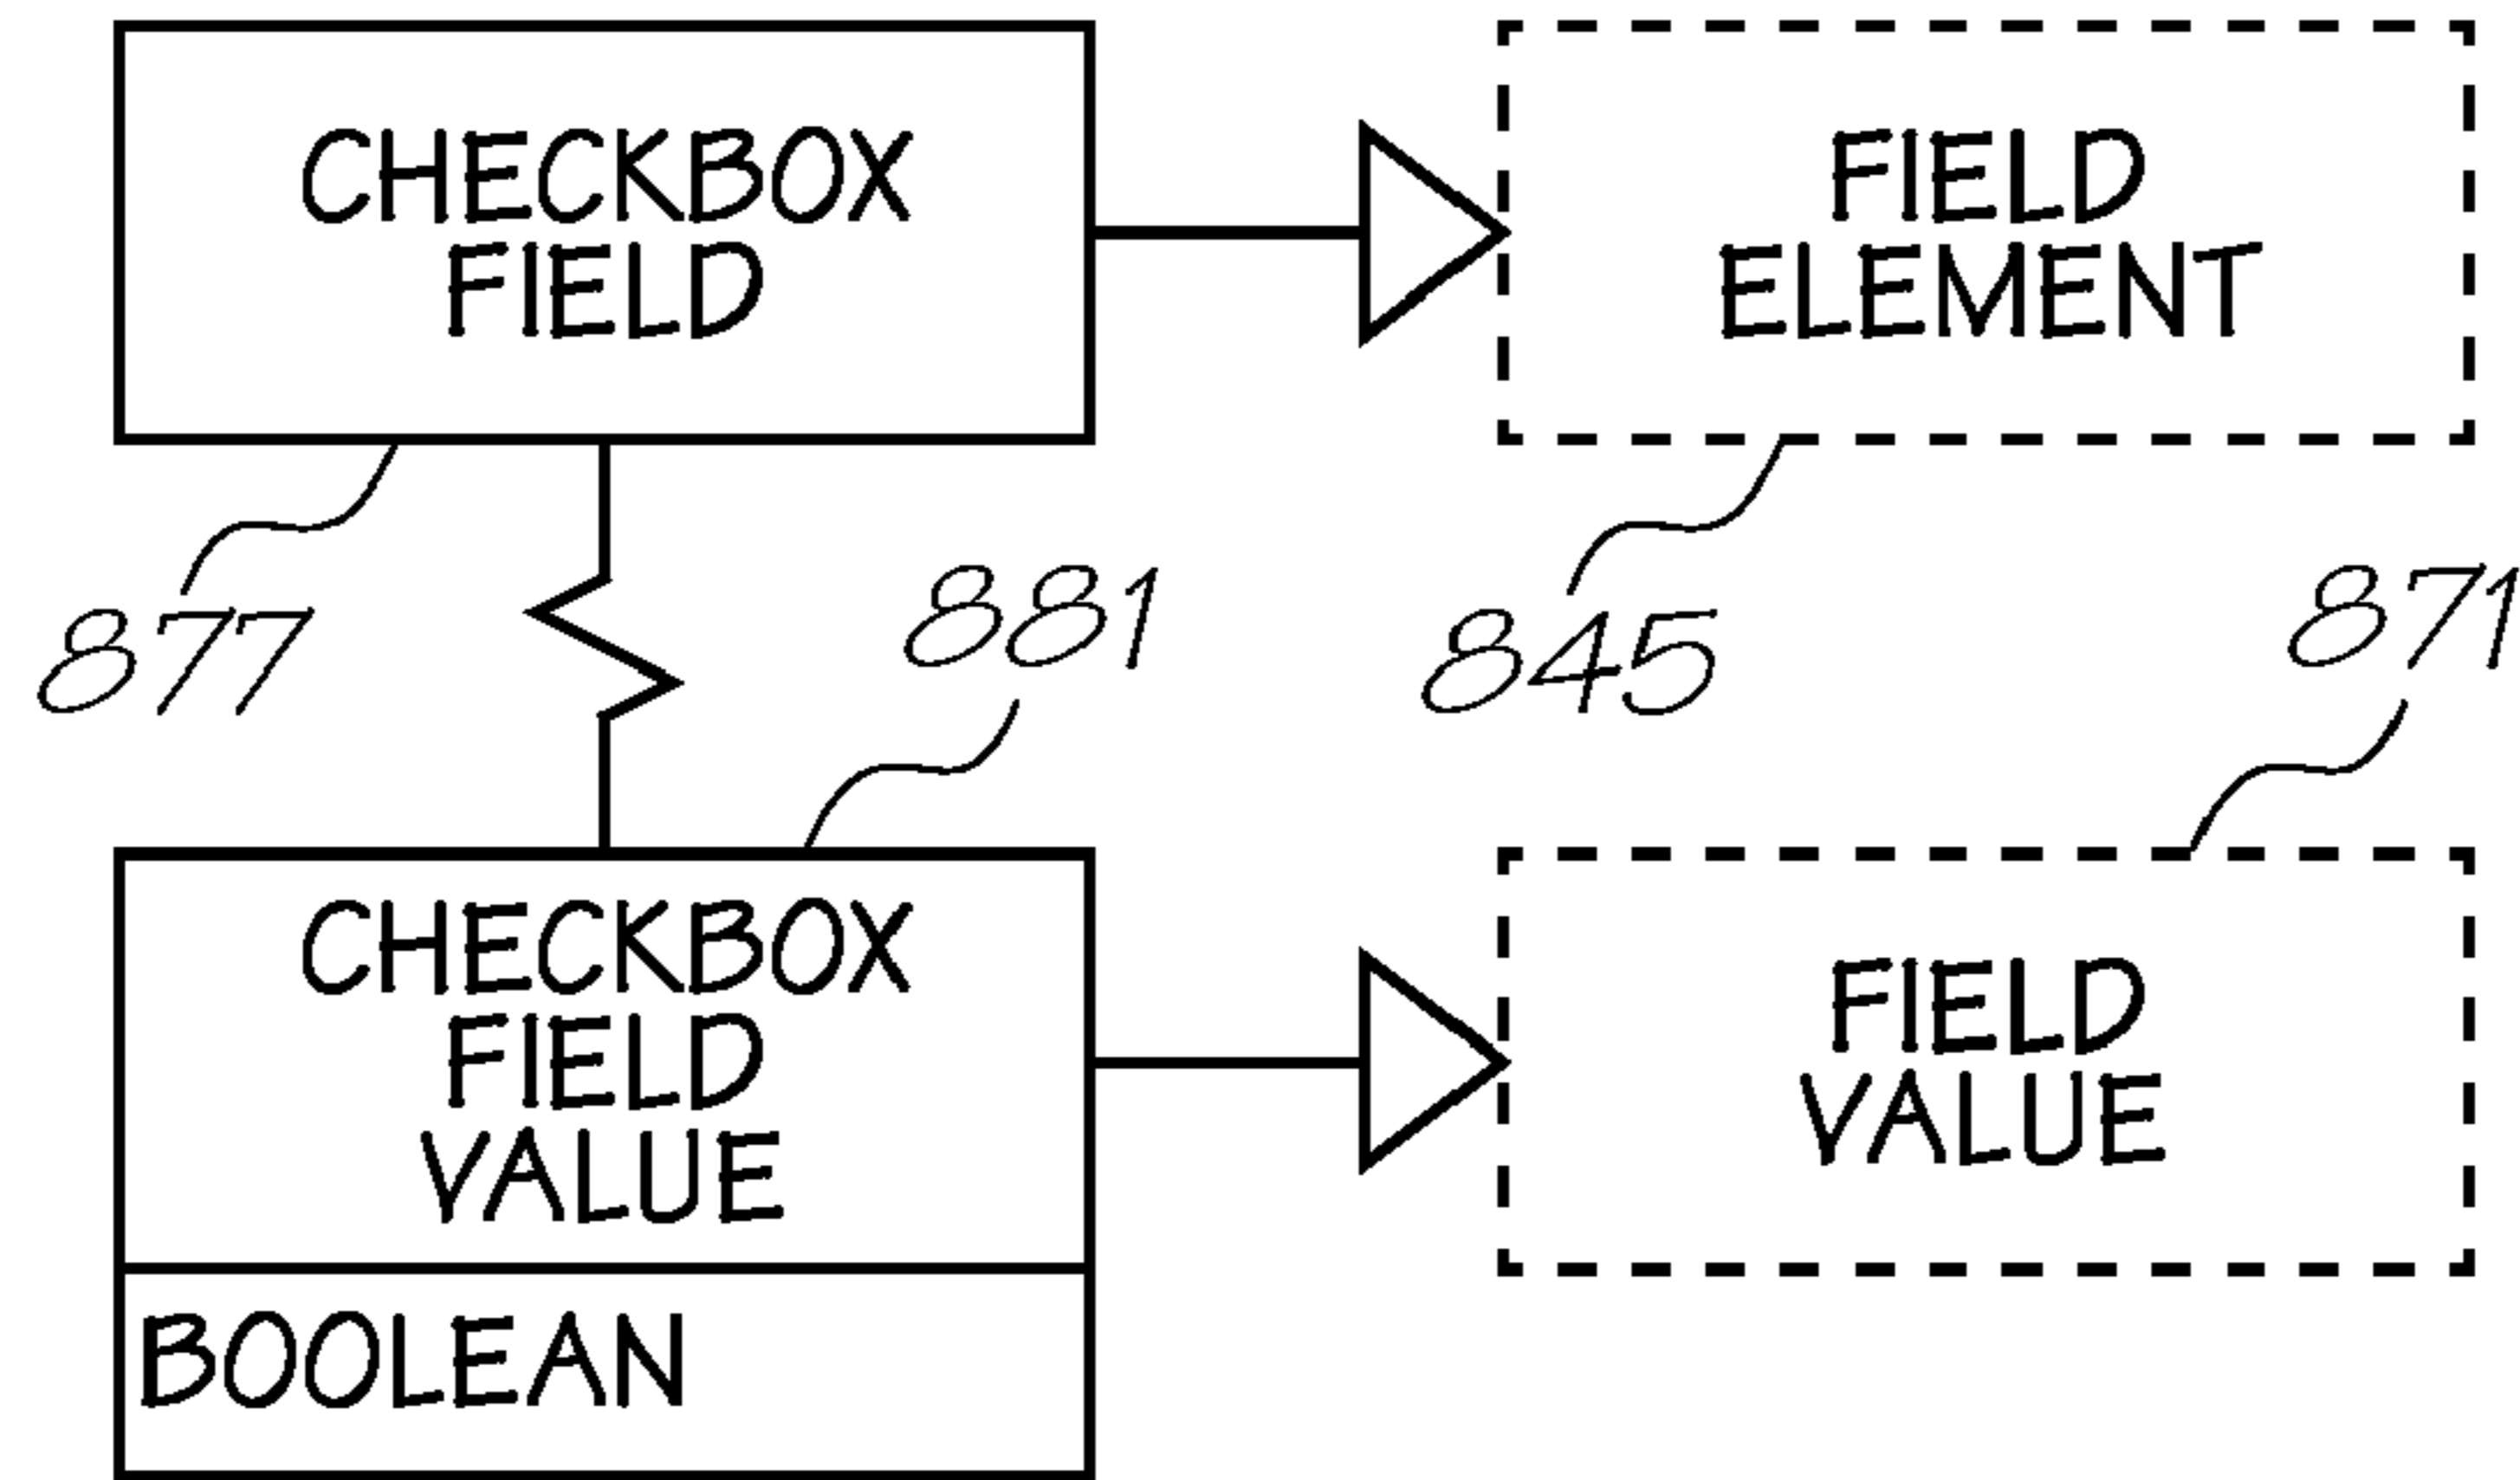 CHECKBOX
FIELD
FIELD
ELEMENT
877
881
845
871
CHECKBOX
FIELD
VALUE
FIELD
VALUE
BOOLEAN